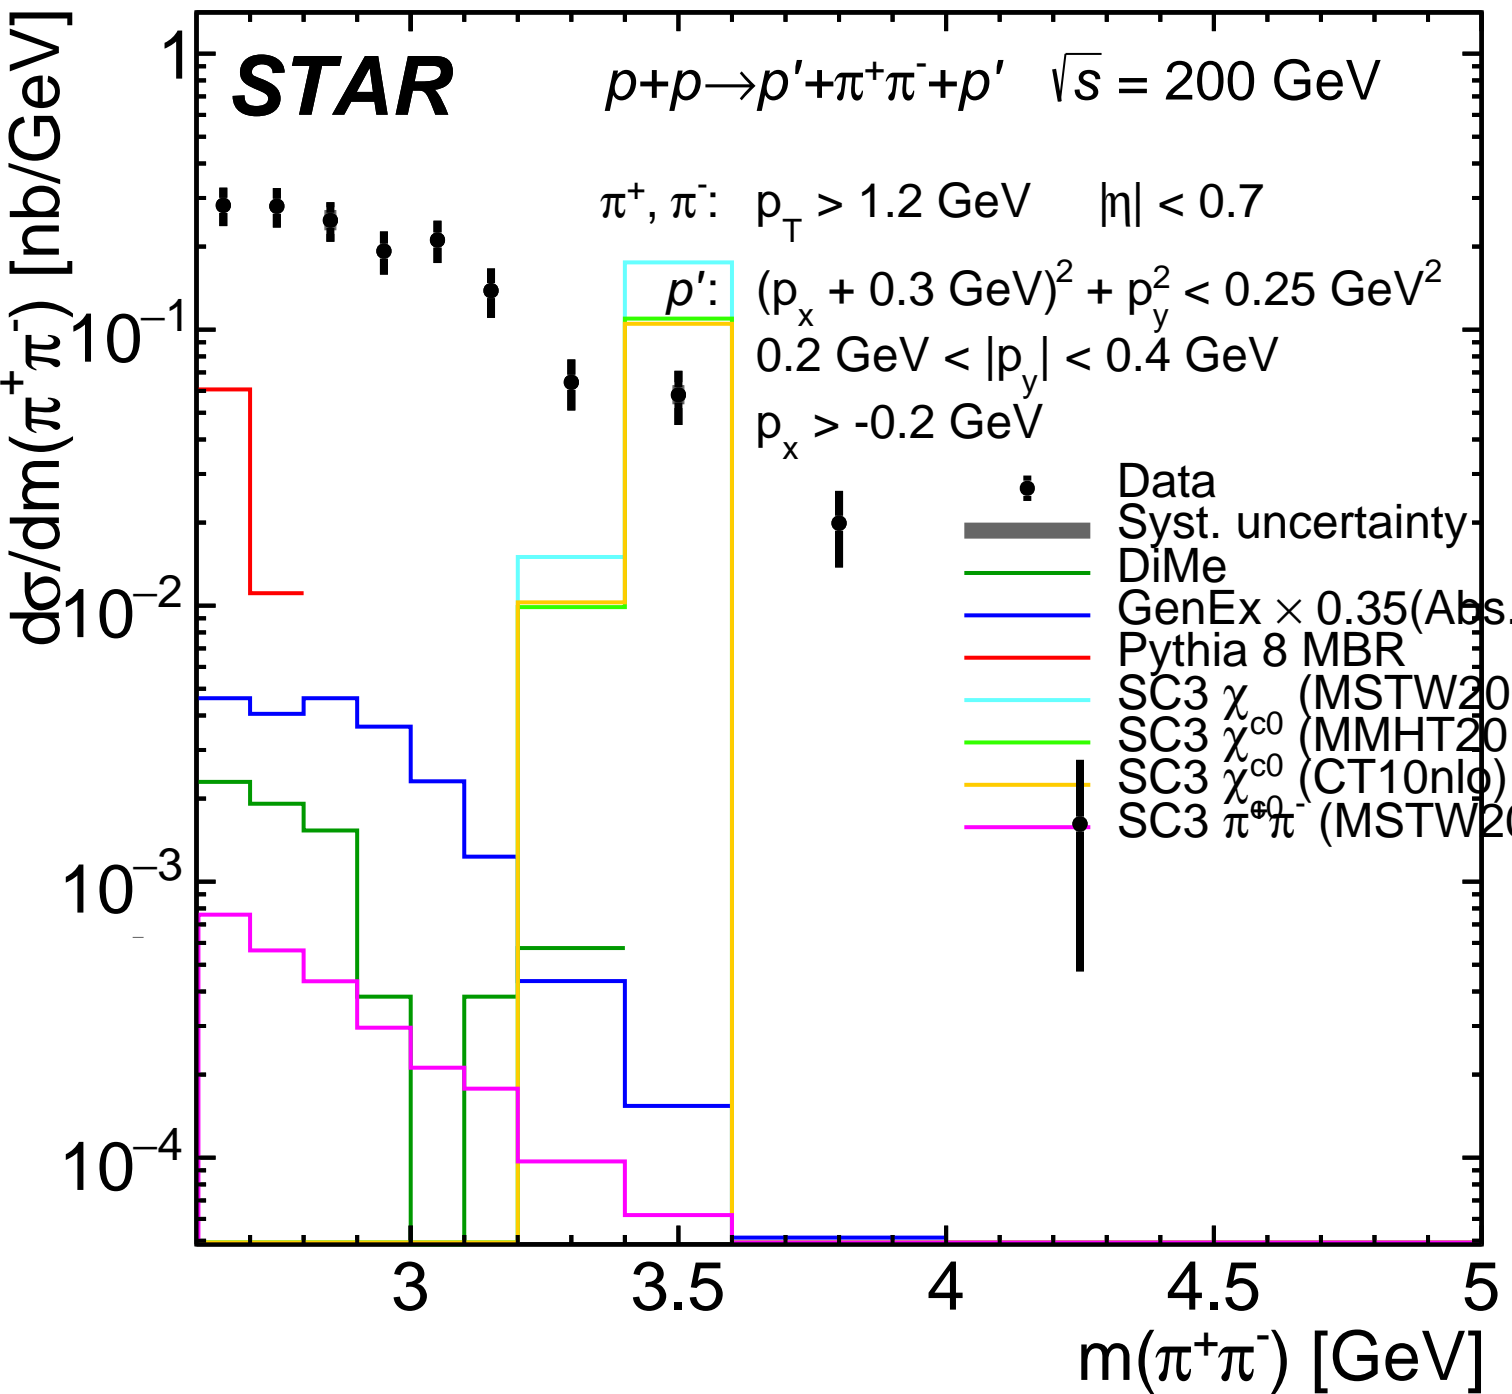 dσ/dm(π⁺π⁻) [nb/GeV]
1
10⁻¹
10⁻²
10⁻³
10⁻⁴
STAR
p+p→p′+π⁺π⁻+p′ √s = 200 GeV
π⁺, π⁻: p_T > 1.2 GeV |η| < 0.7
p′: (p_x + 0.3 GeV)² + p_y² < 0.25 GeV²
0.2 GeV < |p_y| < 0.4 GeV
p_x > -0.2 GeV
Data
Syst. uncertainty
DiMe
GenEx × 0.35(Abs.
Pythia 8 MBR
SC3 χ_c0 (MSTW20
SC3 χ_c0 (MMHT20
SC3 χ_c0 (CT10nlo)
SC3 π⁺π⁻ (MSTW20
3 3.5 4 4.5 5
m(π⁺π⁻) [GeV]